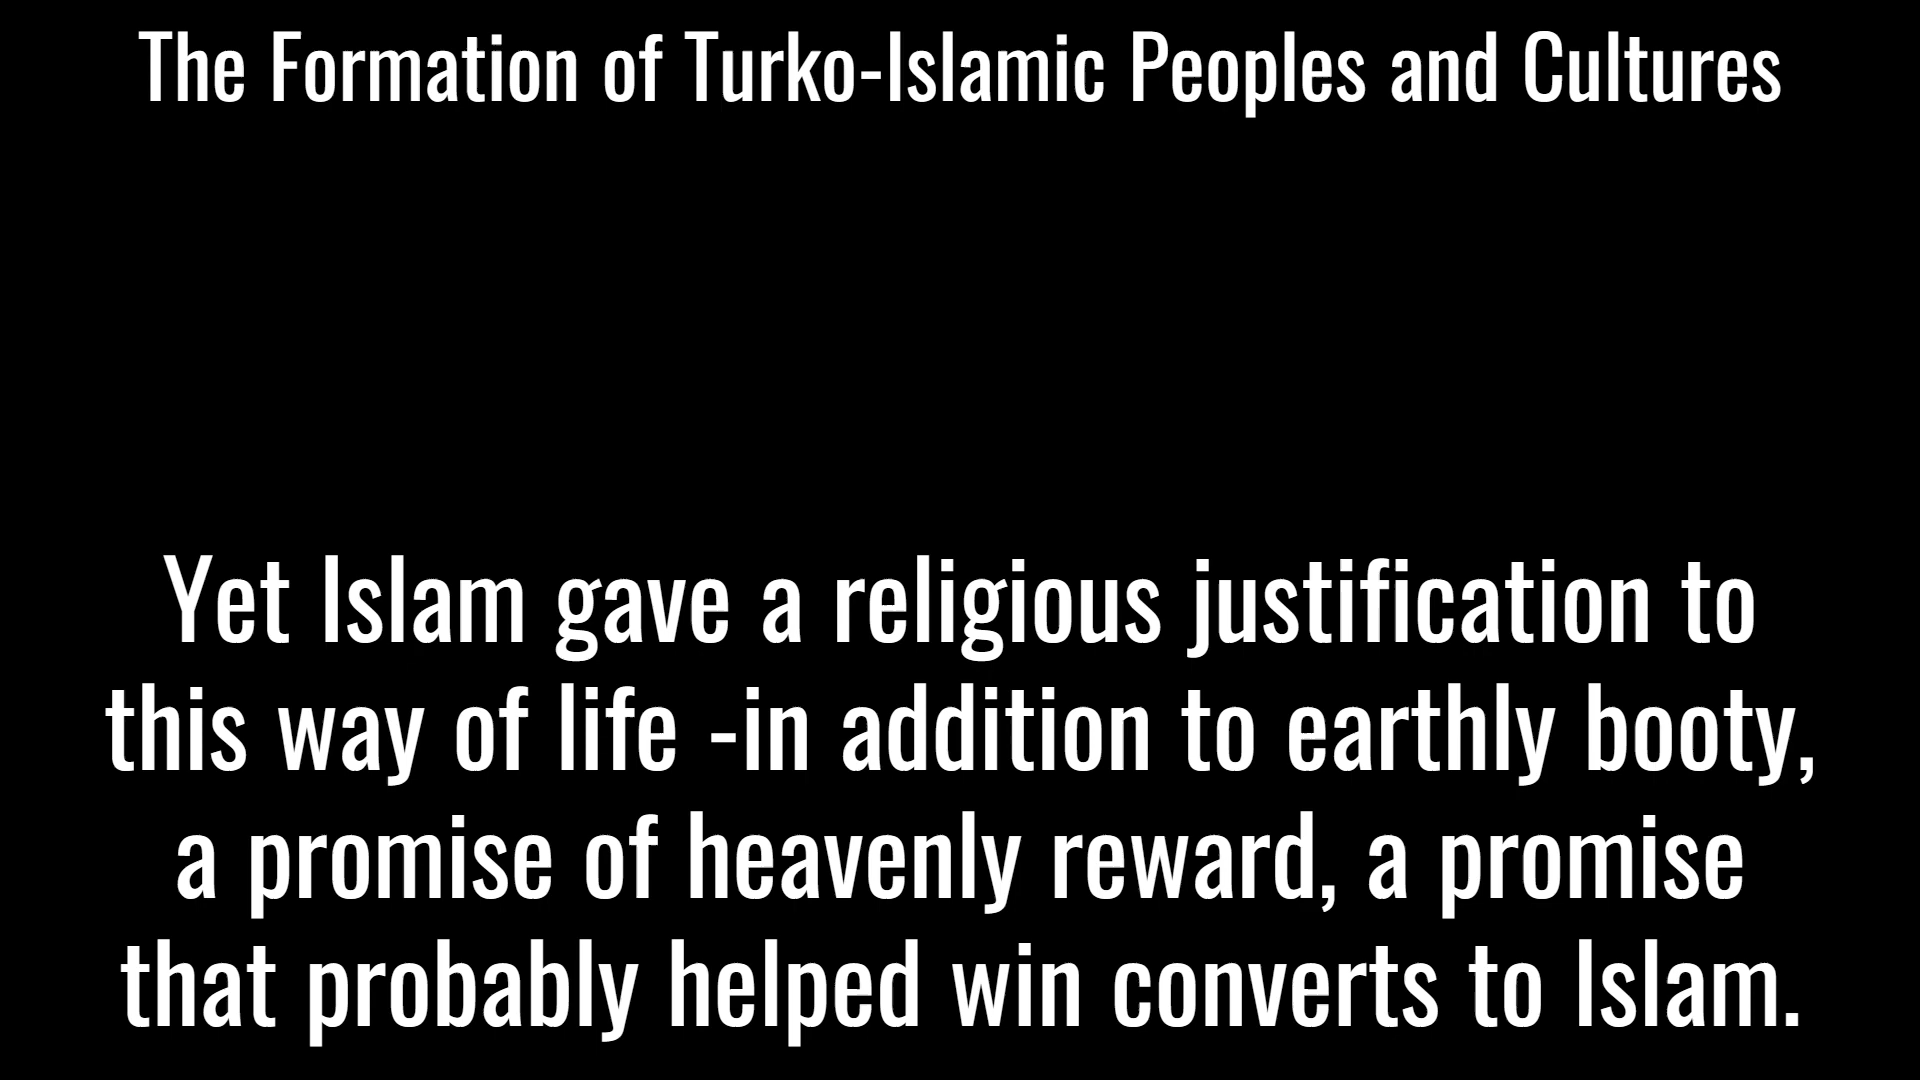 The Formation of Turko-Islamic Peoples and Cultures
Yet Islam gave a religious justification to
this way of life -in addition to earthly booty,
a promise of heavenly reward, a promise
that probably helped win converts to Islam.